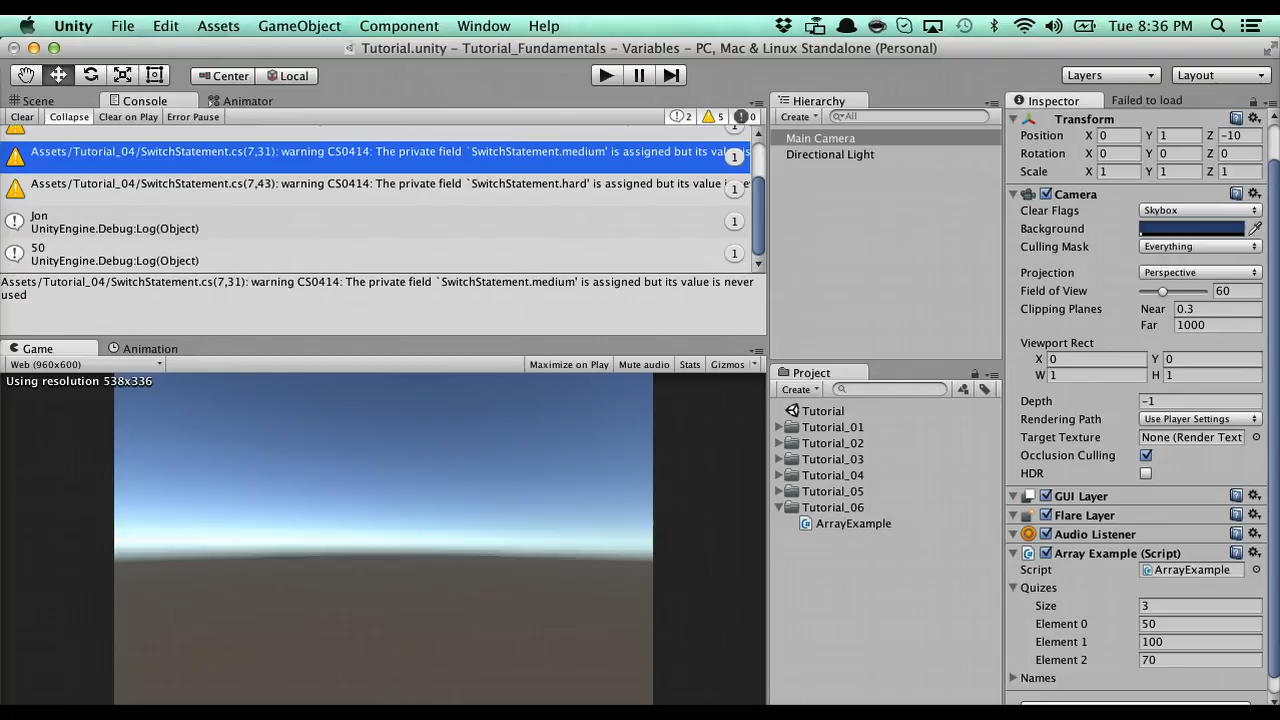 Unity File Edit Assets GameObject Component Window Help Tue 8:36 PM
Tutorial.unity – Tutorial_Fundamentals – Variables – PC, Mac & Linux Standalone (Personal)
Center Local Layers Layout
Scene Console Animator
Clear Collapse Clear on Play Error Pause 2 5 0
1
Assets/Tutorial_04/SwitchStatement.cs(7,31): warning CS0414: The private field `SwitchStatement.medium' is assigned but its value is
1
Assets/Tutorial_04/SwitchStatement.cs(7,43): warning CS0414: The private field `SwitchStatement.hard' is assigned but its value is
1
Jon
UnityEngine.Debug:Log(Object)
1
50
UnityEngine.Debug:Log(Object)
1
Assets/Tutorial_04/SwitchStatement.cs(7,31): warning CS0414: The private field `SwitchStatement.medium' is assigned but its value is never
used
Game Animation
Web (960x600) Maximize on Play Mute audio Stats Gizmos
Using resolution 538x336
Hierarchy
Create All
Main Camera
Directional Light
Project
Create
Tutorial
Tutorial_01
Tutorial_02
Tutorial_03
Tutorial_04
Tutorial_05
Tutorial_06
ArrayExample
Inspector Failed to load
Transform
Position X 0 Y 1 Z -10
Rotation X 0 Y 0 Z 0
Scale X 1 Y 1 Z 1
Camera
Clear Flags Skybox
Background
Culling Mask Everything
Projection Perspective
Field of View 60
Clipping Planes Near 0.3
Far 1000
Viewport Rect
X 0 Y 0
W 1 H 1
Depth -1
Rendering Path Use Player Settings
Target Texture None (Render Text
Occlusion Culling
HDR
GUI Layer
Flare Layer
Audio Listener
Array Example (Script)
Script ArrayExample
Quizes
Size 3
Element 0 50
Element 1 100
Element 2 70
Names